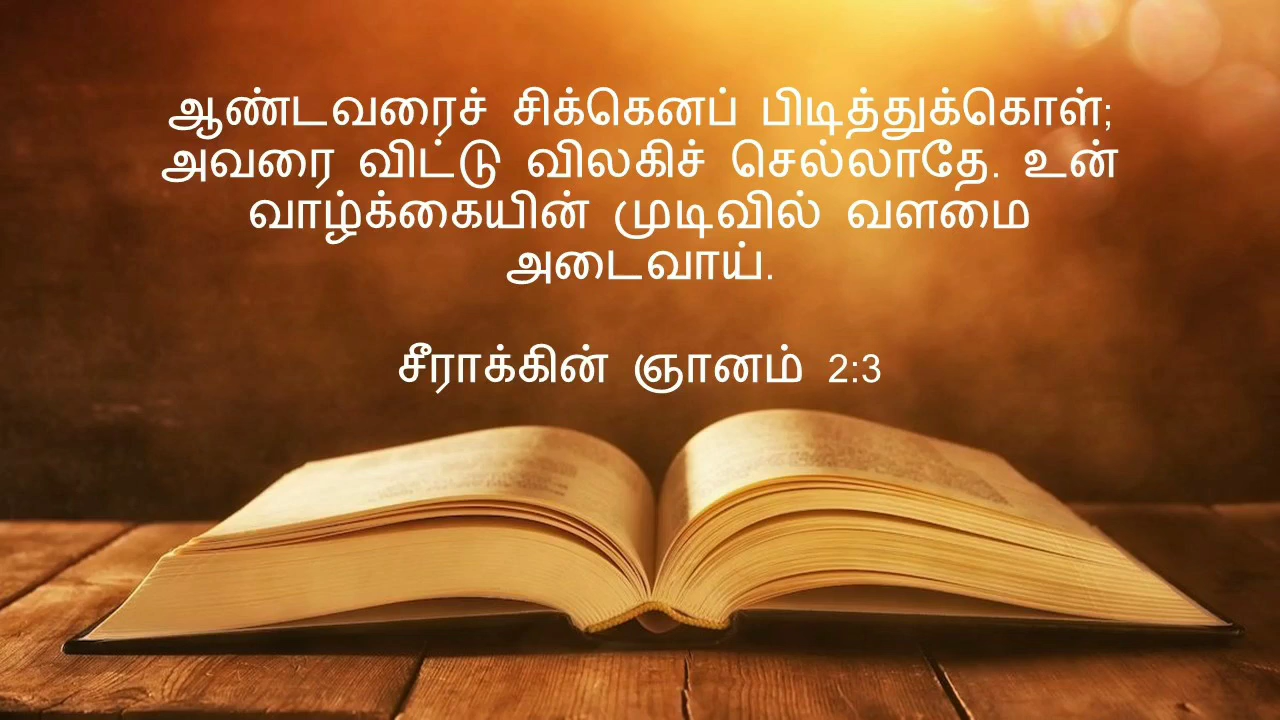 ஆண்டவரைச் சிக்கெனப் பிடித்துக்கொள்;
அவரை விட்டு விலகிச் செல்லாதே. உன்
வாழ்க்கையின் முடிவில் வளமை
அடைவாய்.
சீராக்கின் ஞானம் 2:3